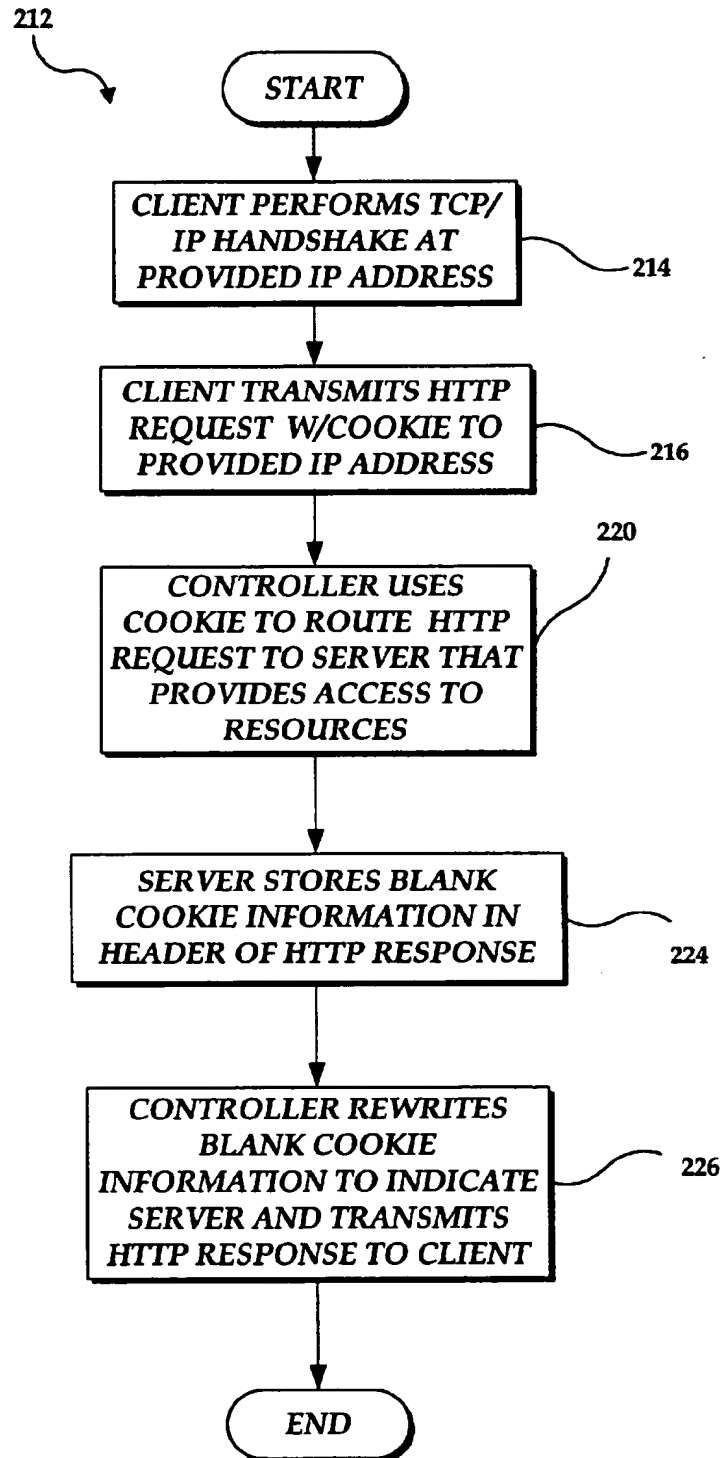 212
START
CLIENT PERFORMS TCP/
IP HANDSHAKE AT
PROVIDED IP ADDRESS
214
CLIENT TRANSMITS HTTP
REQUEST W/COOKIE TO
PROVIDED IP ADDRESS
216
220
CONTROLLER USES
COOKIE TO ROUTE HTTP
REQUEST TO SERVER THAT
PROVIDES ACCESS TO
RESOURCES
SERVER STORES BLANK
COOKIE INFORMATION IN
HEADER OF HTTP RESPONSE
224
CONTROLLER REWRITES
BLANK COOKIE
INFORMATION TO INDICATE
SERVER AND TRANSMITS
HTTP RESPONSE TO CLIENT
226
END